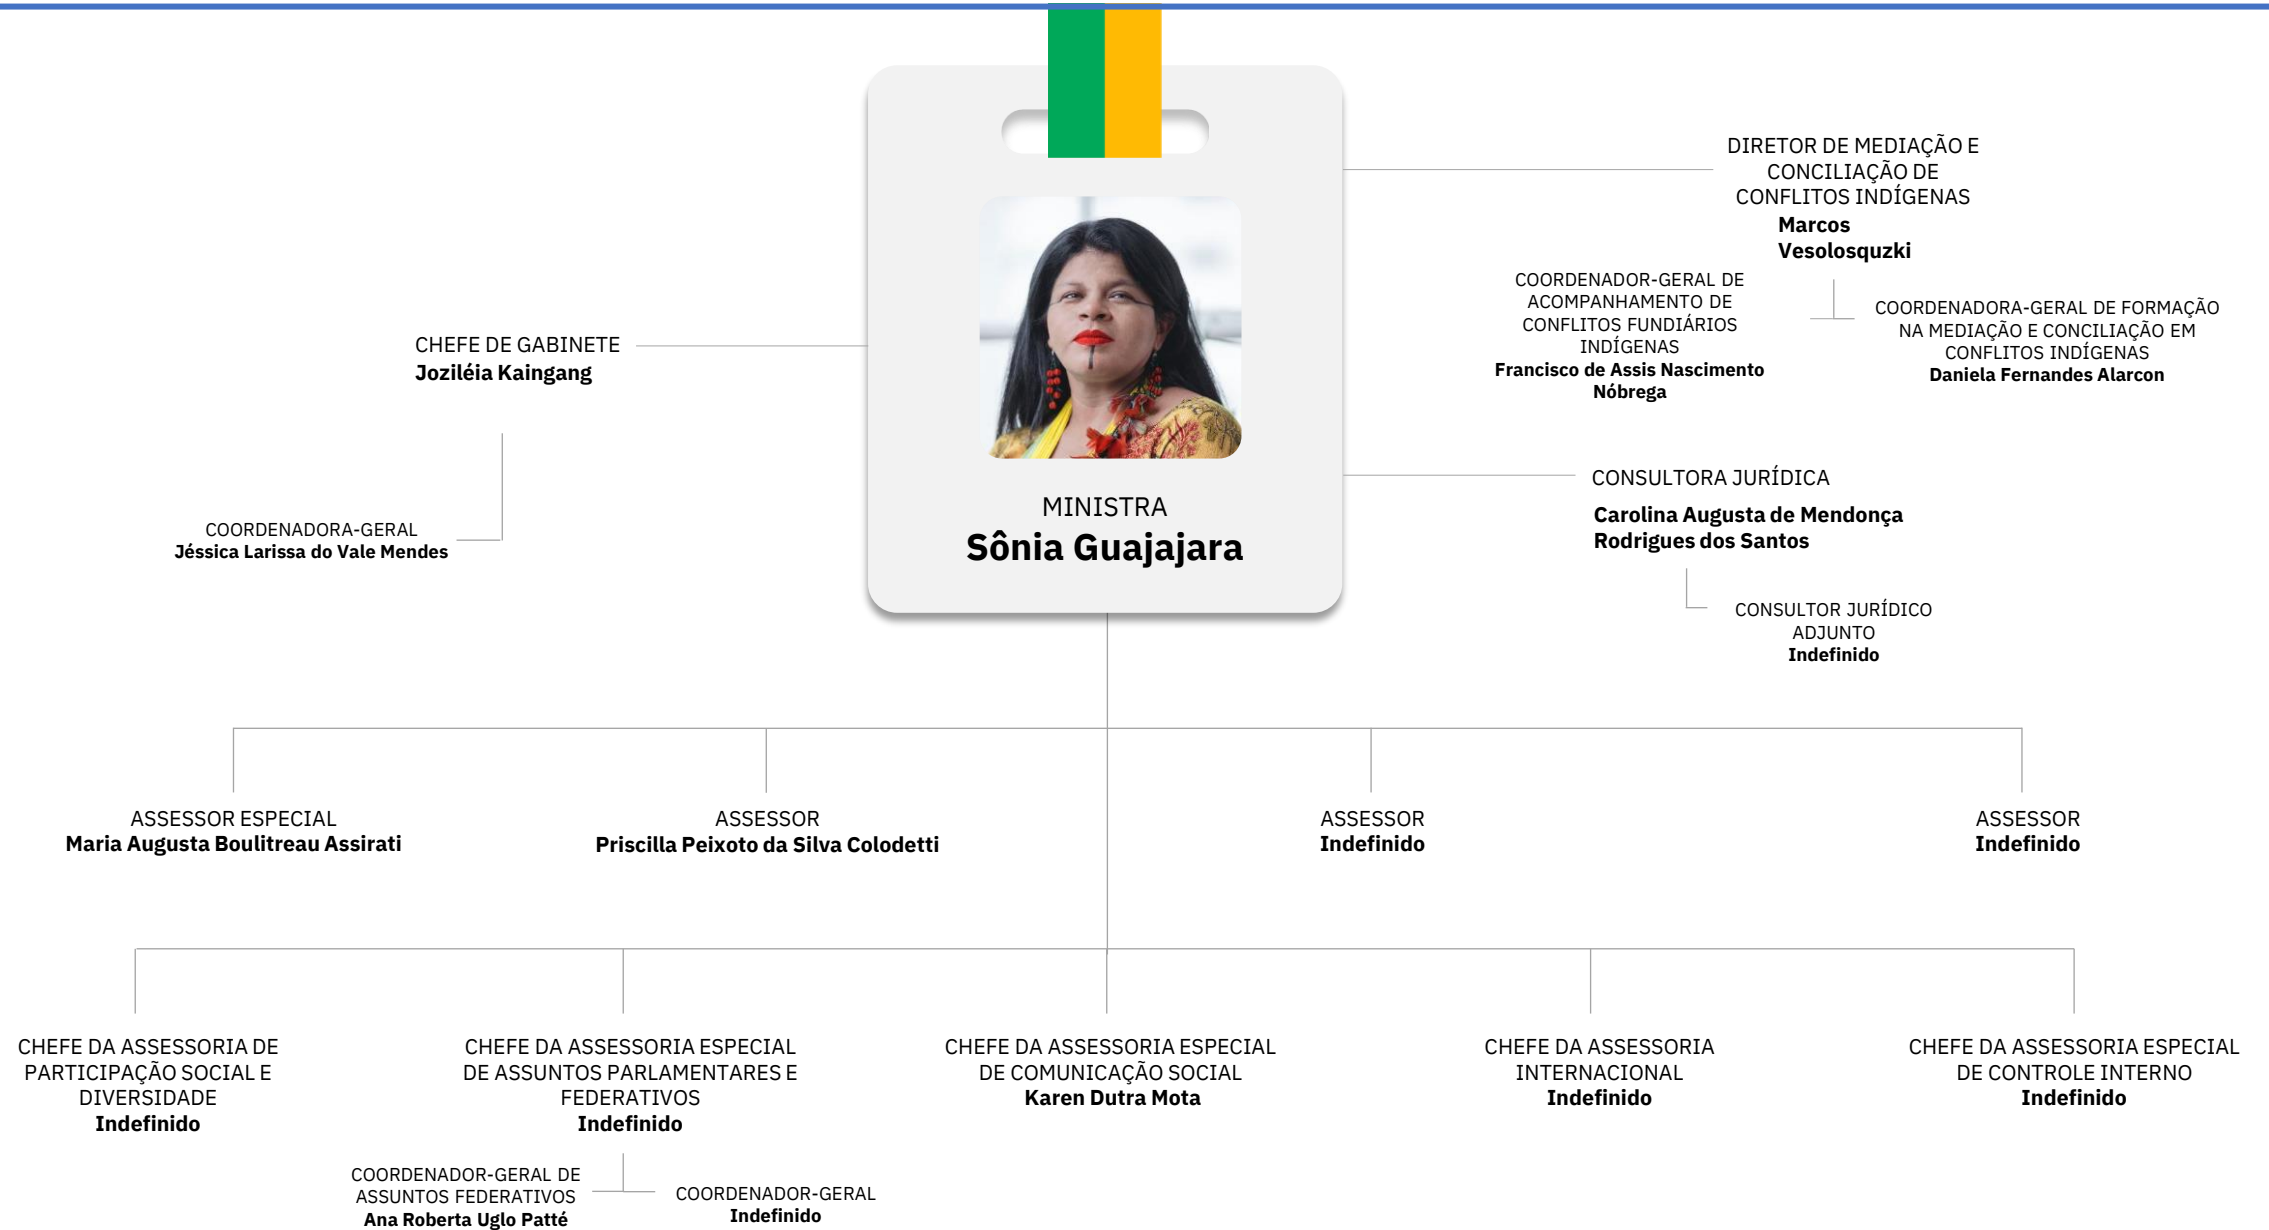 DIRETOR DE MEDIAÇÃO E
CONCILIAÇÃO DE
CONFLITOS INDÍGENAS
Marcos
Vesolosquzki
COORDENADOR-GERAL DE
ACOMPANHAMENTO DE
CONFLITOS FUNDIÁRIOS
INDÍGENAS
Francisco de Assis Nascimento
Nóbrega
COORDENADORA-GERAL DE FORMAÇÃO
NA MEDIAÇÃO E CONCILIAÇÃO EM
CONFLITOS INDÍGENAS
Daniela Fernandes Alarcon
CHEFE DE GABINETE
Joziléia Kaingang
COORDENADORA-GERAL
Jéssica Larissa do Vale Mendes
MINISTRA
Sônia Guajajara
CONSULTORA JURÍDICA
Carolina Augusta de Mendonça
Rodrigues dos Santos
CONSULTOR JURÍDICO
ADJUNTO
Indefinido
ASSESSOR ESPECIAL
Maria Augusta Boulitreau Assirati
ASSESSOR
Priscilla Peixoto da Silva Colodetti
ASSESSOR
Indefinido
ASSESSOR
Indefinido
CHEFE DA ASSESSORIA DE
PARTICIPAÇÃO SOCIAL E
DIVERSIDADE
Indefinido
CHEFE DA ASSESSORIA ESPECIAL
DE ASSUNTOS PARLAMENTARES E
FEDERATIVOS
Indefinido
COORDENADOR-GERAL DE
ASSUNTOS FEDERATIVOS
Ana Roberta Uglo Patté
COORDENADOR-GERAL
Indefinido
CHEFE DA ASSESSORIA ESPECIAL
DE COMUNICAÇÃO SOCIAL
Karen Dutra Mota
CHEFE DA ASSESSORIA
INTERNACIONAL
Indefinido
CHEFE DA ASSESSORIA ESPECIAL
DE CONTROLE INTERNO
Indefinido